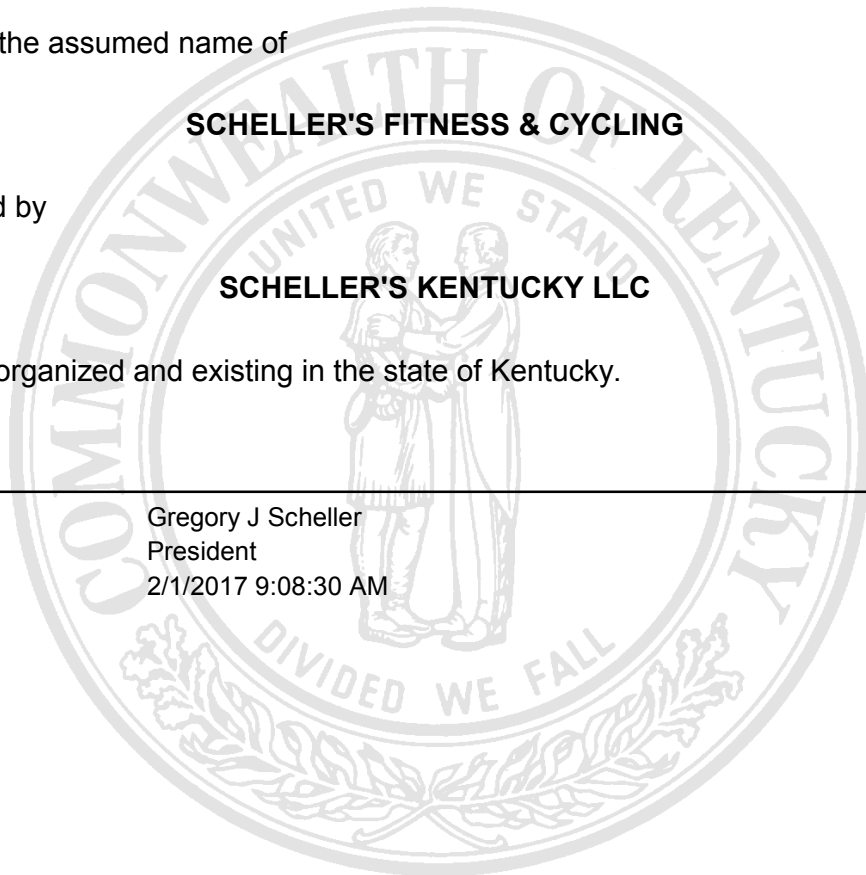 the assumed name of
SCHELLER'S FITNESS & CYCLING
d by
SCHELLER'S KENTUCKY LLC
organized and existing in the state of Kentucky.
Gregory J Scheller
President
2/1/2017 9:08:30 AM
COMMONWEALTH OF KENTUCKY
UNITED WE STAND
DIVIDED WE FALL